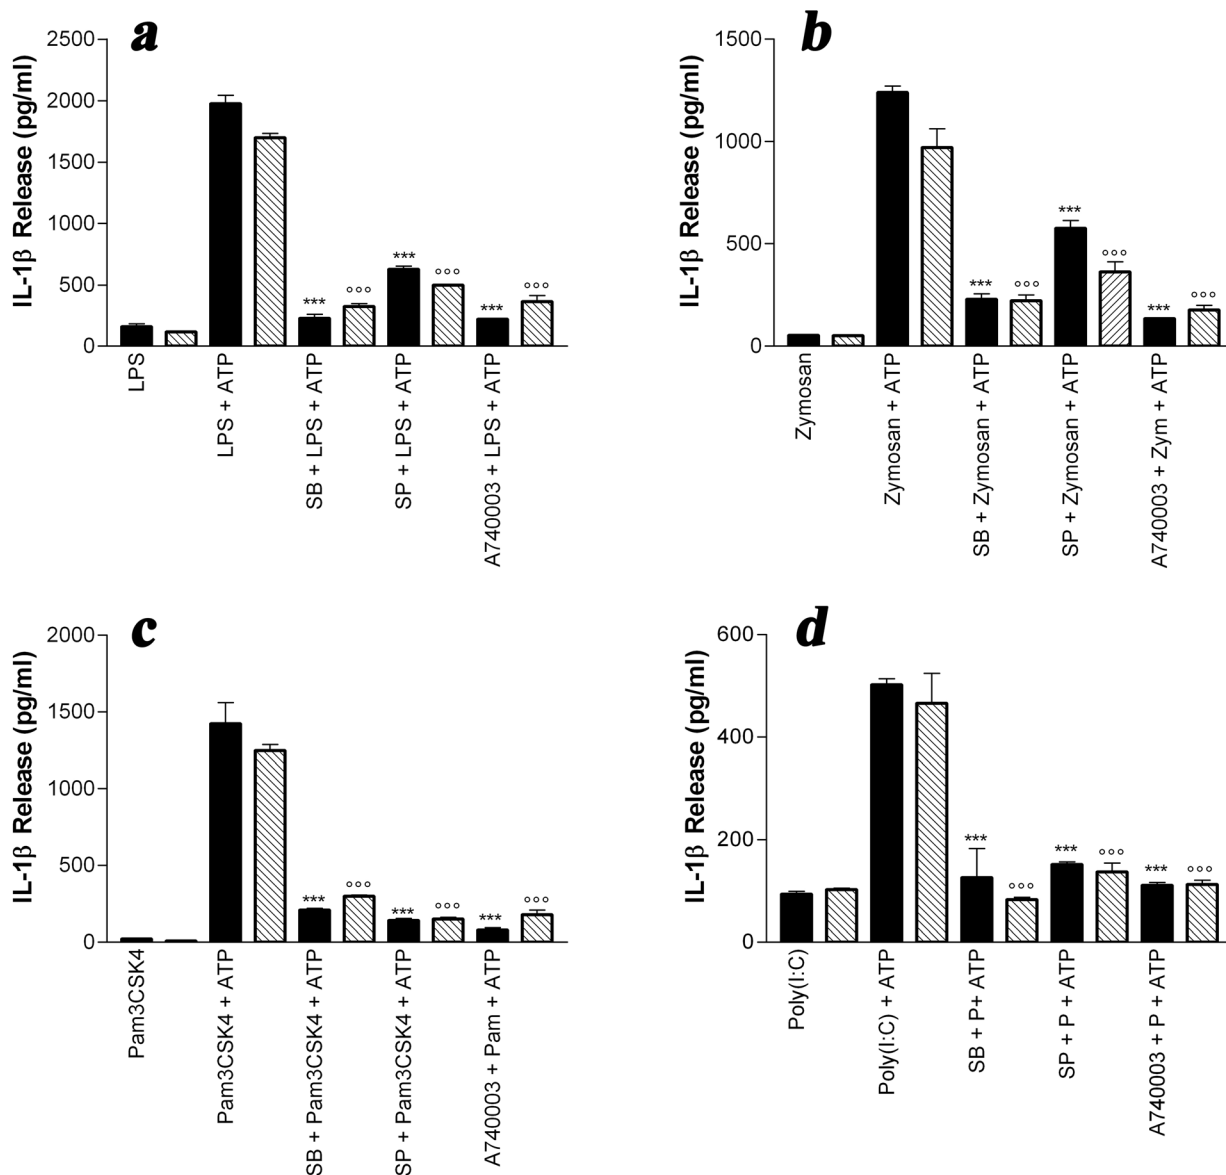 a
IL-1β Release (pg/ml)
2500
2000
1500
1000
500
0
***
°°°
***
°°°
***
°°°
LPS
LPS + ATP
SB + LPS + ATP
SP + LPS + ATP
A740003 + LPS + ATP
b
IL-1β Release (pg/ml)
1500
1000
500
0
***
°°°
***
°°°
***
°°°
Zymosan
Zymosan + ATP
SB + Zymosan + ATP
SP + Zymosan + ATP
A740003 + Zym + ATP
c
IL-1β Release (pg/ml)
2000
1500
1000
500
0
***
°°°
***
°°°
***
°°°
Pam3CSK4
Pam3CSK4 + ATP
SB + Pam3CSK4 + ATP
SP + Pam3CSK4 + ATP
A740003 + Pam + ATP
d
IL-1β Release (pg/ml)
600
400
200
0
***
°°°
***
°°°
***
°°°
Poly(I:C)
Poly(I:C) + ATP
SB + P+ ATP
SP + P + ATP
A740003 + P + ATP